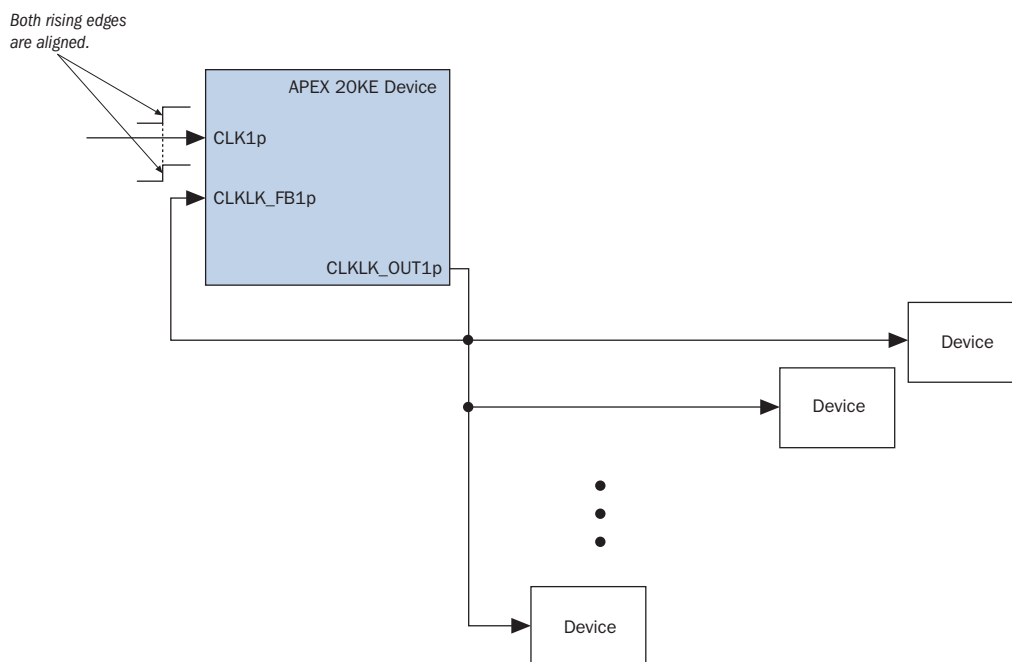 Both rising edges
are aligned.
APEX 20KE Device
CLK1p
CLKLK_FB1p
CLKLK_OUT1p
Device
Device
Device